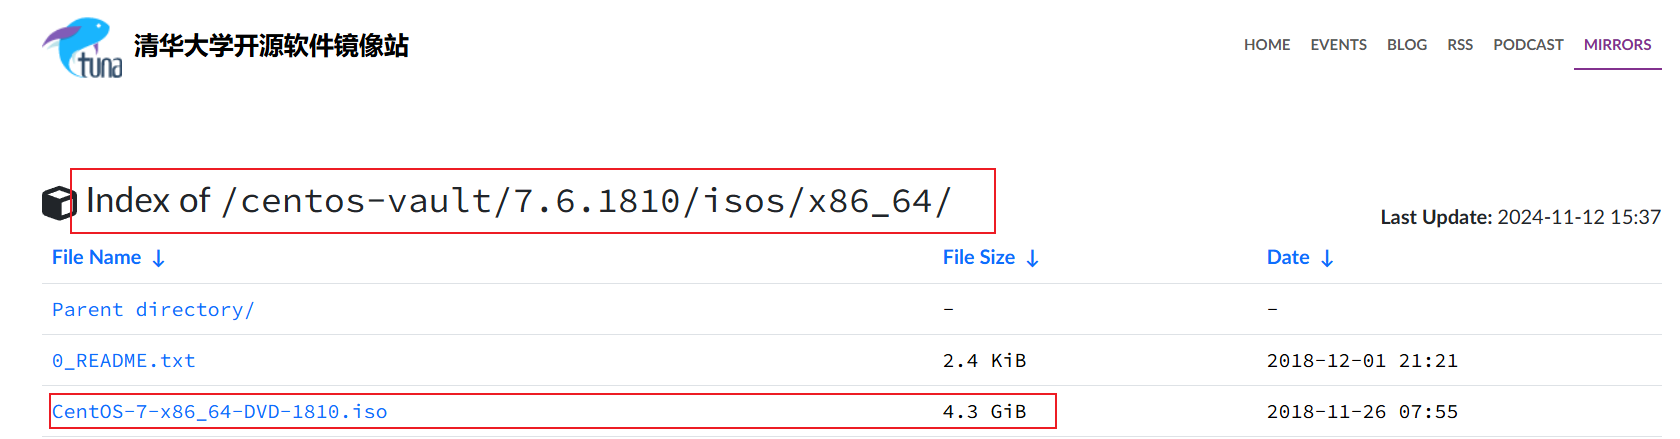 tuna 清华大学开源软件镜像站 HOME EVENTS BLOG RSS PODCAST MIRRORS
Index of /centos-vault/7.6.1810/isos/x86_64/
Last Update: 2024-11-12 15:37
File Name ↓ File Size ↓ Date ↓
Parent directory/ - -
0_README.txt 2.4 KiB 2018-12-01 21:21
CentOS-7-x86_64-DVD-1810.iso 4.3 GiB 2018-11-26 07:55